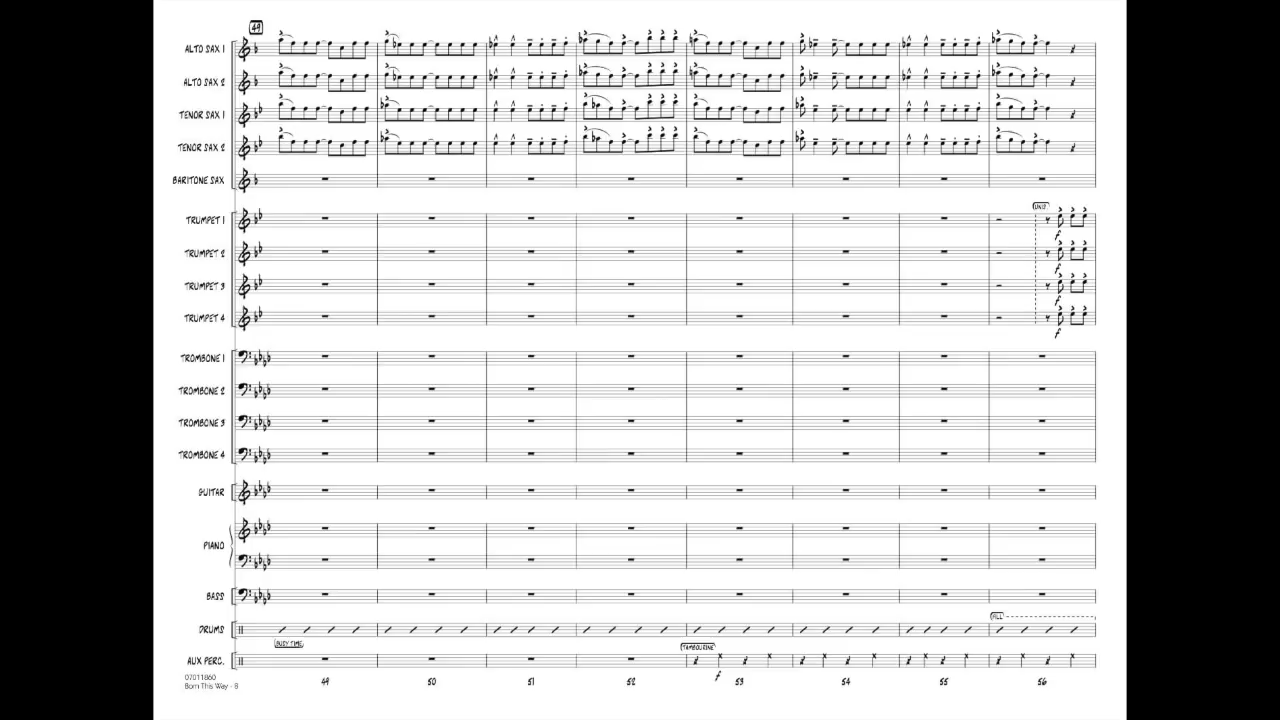 49
ALTO SAX 1
ALTO SAX 2
TENOR SAX 1
TENOR SAX 2
BARITONE SAX
UNIS.
TRUMPET 1
f
TRUMPET 2
f
TRUMPET 3
f
TRUMPET 4
f
TROMBONE 1
TROMBONE 2
TROMBONE 3
TROMBONE 4
GUITAR
PIANO
BASS
FILL
DRUMS
TIME
TAMBOURINE
AUX PERC.
f
07011860
Born This Way - 8
49 50 51 52 53 54 55 56